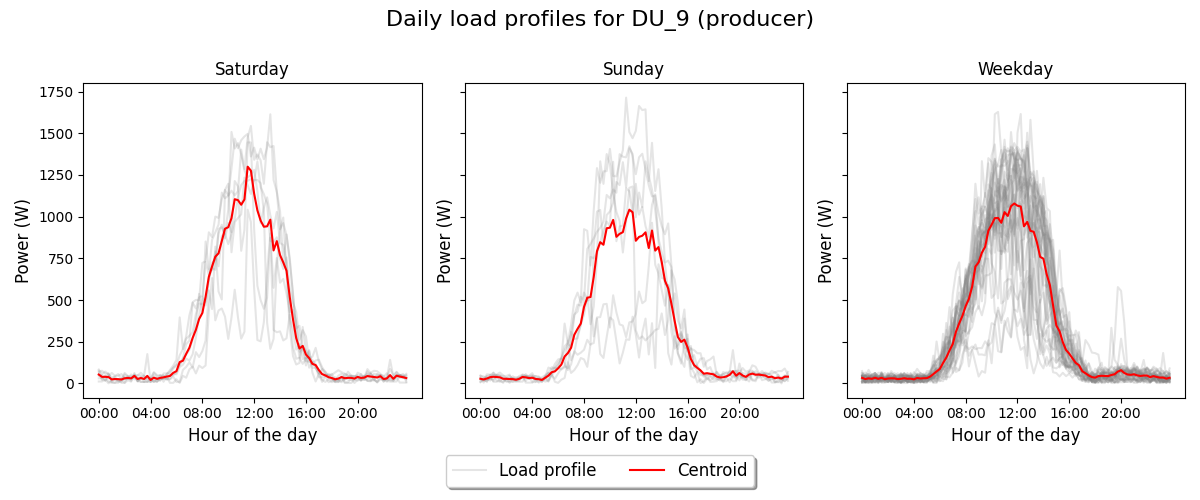 Daily load profiles for DU_9 (producer)
Saturday
Sunday
Weekday
Power (W)
1750
1500
1250
1000
750
500
250
0
00:00 04:00 08:00 12:00 16:00 20:00
Hour of the day
Power (W)
00:00 04:00 08:00 12:00 16:00 20:00
Hour of the day
Power (W)
00:00 04:00 08:00 12:00 16:00 20:00
Hour of the day
Load profile Centroid